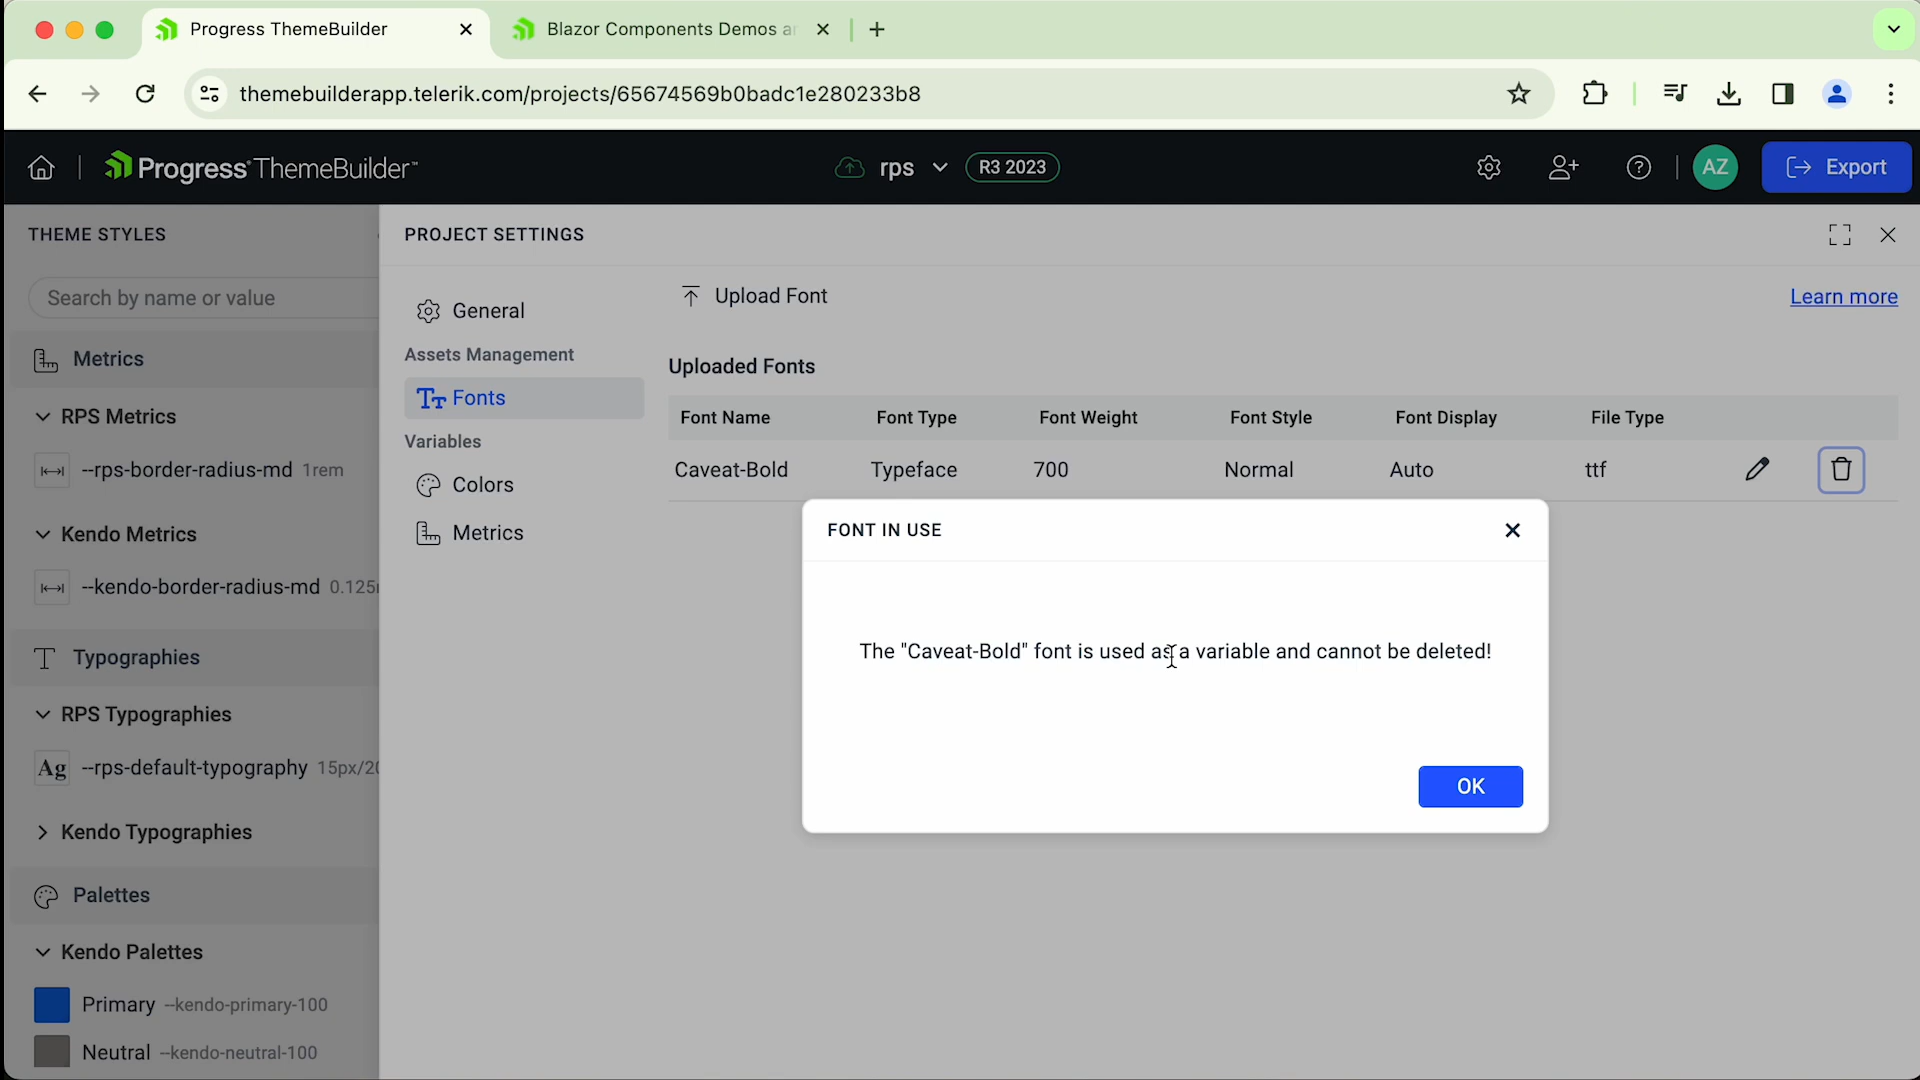 Progress ThemeBuilder
Blazor Components Demos a
themebuilderapp.telerik.com/projects/65674569b0badc1e280233b8
Progress ThemeBuilder™
rps
R3 2023
AZ
Export
THEME STYLES
PROJECT SETTINGS
Search by name or value
General
Upload Font
Learn more
Metrics
Assets Management
Uploaded Fonts
Fonts
RPS Metrics
Font Name Font Type Font Weight Font Style Font Display File Type
Variables
--rps-border-radius-md 1rem
Colors
Caveat-Bold Typeface 700 Normal Auto ttf
Kendo Metrics
Metrics
FONT IN USE
--kendo-border-radius-md 0.125
Typographies
The "Caveat-Bold" font is used as a variable and cannot be deleted!
RPS Typographies
Ag --rps-default-typography 15px/20
OK
Kendo Typographies
Palettes
Kendo Palettes
Primary --kendo-primary-100
Neutral --kendo-neutral-100